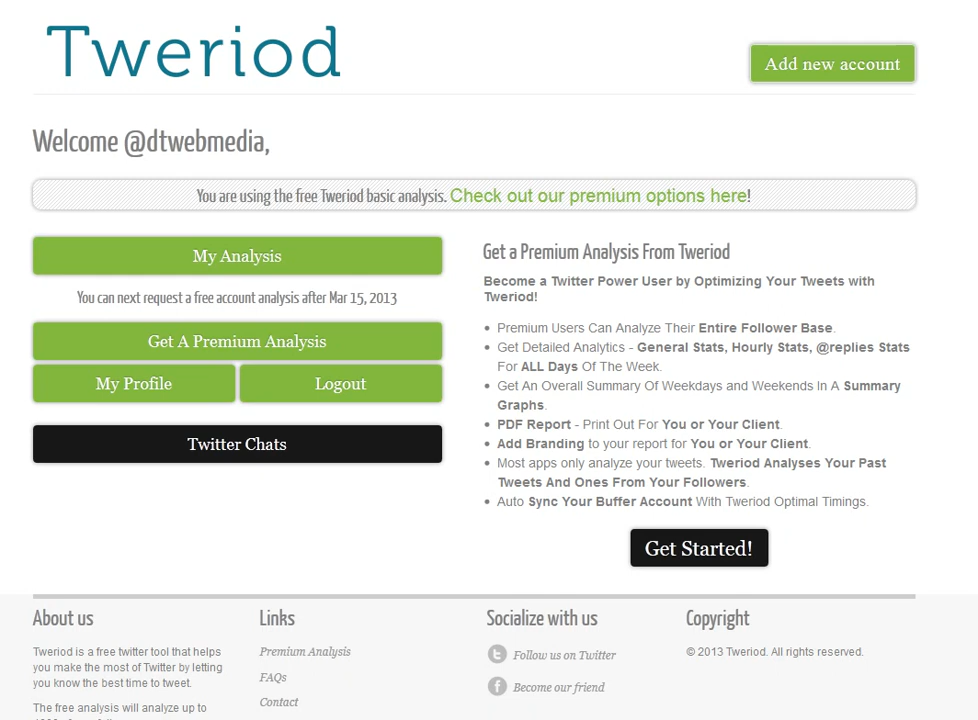 Tweriod
Add new account
Welcome @dtwebmedia,
You are using the free Tweriod basic analysis. Check out our premium options here!
My Analysis
You can next request a free account analysis after Mar 15, 2013
Get A Premium Analysis
My Profile
Logout
Twitter Chats
Get a Premium Analysis From Tweriod
Become a Twitter Power User by Optimizing Your Tweets with
Tweriod!
Premium Users Can Analyze Their Entire Follower Base.
Get Detailed Analytics - General Stats, Hourly Stats, @replies Stats
For ALL Days Of The Week.
Get An Overall Summary Of Weekdays and Weekends In A Summary
Graphs.
PDF Report - Print Out For You or Your Client.
Add Branding to your report for You or Your Client.
Most apps only analyze your tweets. Tweriod Analyses Your Past
Tweets And Ones From Your Followers.
Auto Sync Your Buffer Account With Tweriod Optimal Timings.
Get Started!
About us
Tweriod is a free twitter tool that helps
you make the most of Twitter by letting
you know the best time to tweet.
The free analysis will analyze up to
Links
Premium Analysis
FAQs
Contact
Socialize with us
Follow us on Twitter
Become our friend
Copyright
© 2013 Tweriod. All rights reserved.